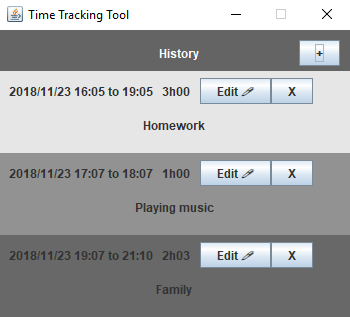 Time Tracking Tool
History +
2018/11/23 16:05 to 19:05 3h00 Edit X
Homework
2018/11/23 17:07 to 18:07 1h00 Edit X
Playing music
2018/11/23 19:07 to 21:10 2h03 Edit X
Family